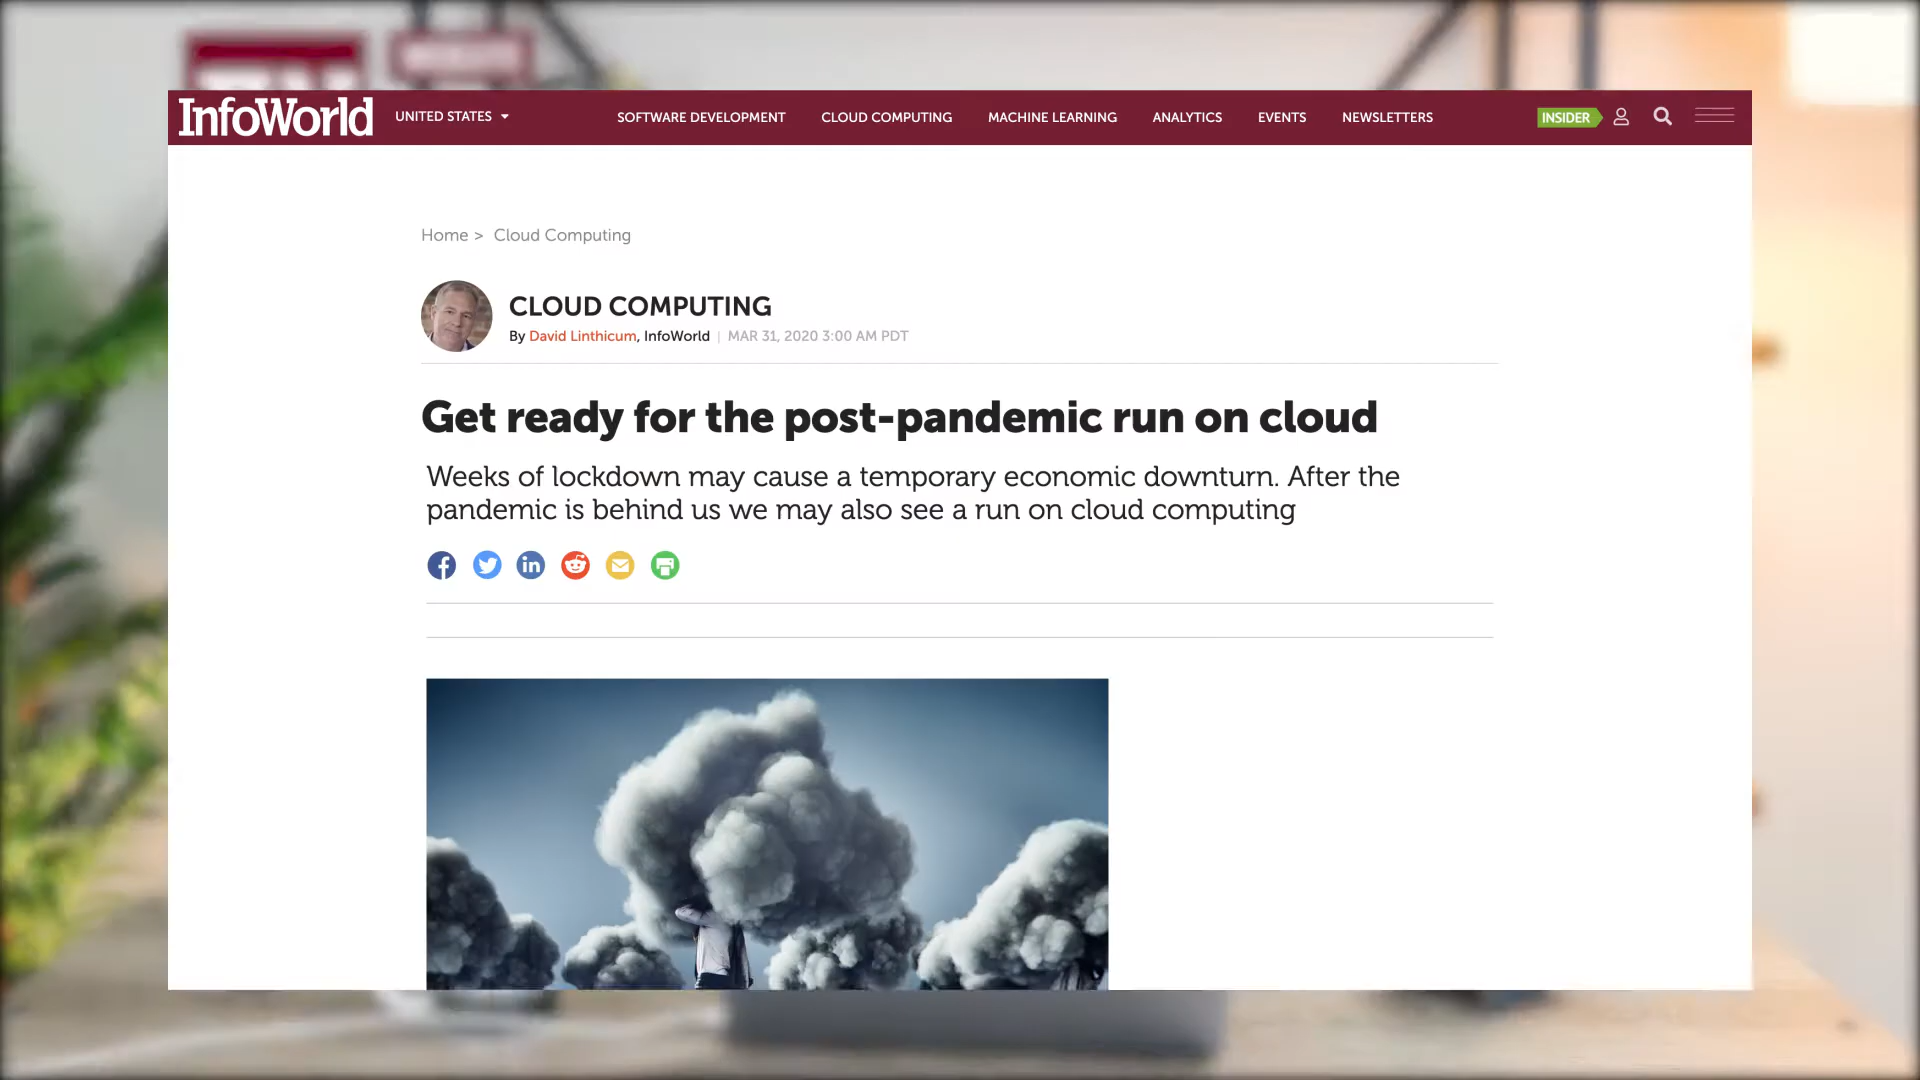 InfoWorld
UNITED STATES
SOFTWARE DEVELOPMENT
CLOUD COMPUTING
MACHINE LEARNING
ANALYTICS
EVENTS
NEWSLETTERS
INSIDER
Home > Cloud Computing
CLOUD COMPUTING
By David Linthicum, InfoWorld | MAR 31, 2020 3:00 AM PDT
Get ready for the post-pandemic run on cloud
Weeks of lockdown may cause a temporary economic downturn. After the
pandemic is behind us we may also see a run on cloud computing